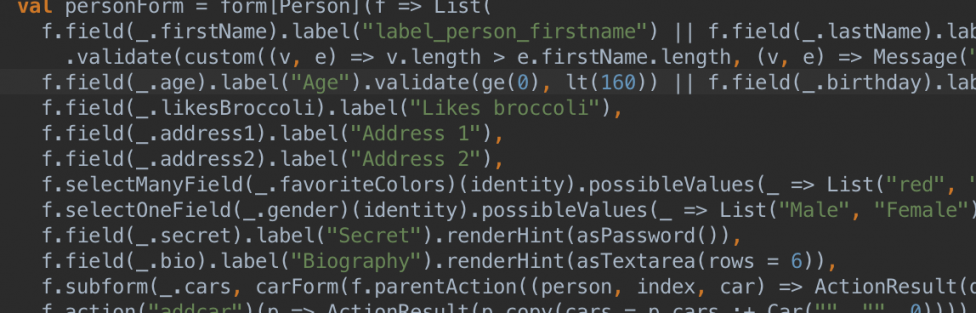 val personForm = form[Person](f => List(
f.field(_.firstName).label("label_person_firstname") || f.field(_.lastName).lab
.validate(custom((v, e) => v.length > e.firstName.length, (v, e) => Message("
f.field(_.age).label("Age").validate(ge(0), lt(160)) || f.field(_.birthday).lab
f.field(_.likesBroccoli).label("Likes broccoli"),
f.field(_.address1).label("Address 1"),
f.field(_.address2).label("Address 2"),
f.selectManyField(_.favoriteColors)(identity).possibleValues(_ => List("red", "
f.selectOneField(_.gender)(identity).possibleValues(_ => List("Male", "Female")
f.field(_.secret).label("Secret").renderHint(asPassword()),
f.field(_.bio).label("Biography").renderHint(asTextarea(rows = 6)),
f.subform(_.cars, carForm(f.parentAction((person, index, car) => ActionResult(
f.action("addcar")(p => ActionResult(p.copy(cars = p.cars :+ Car("", "", 0))))